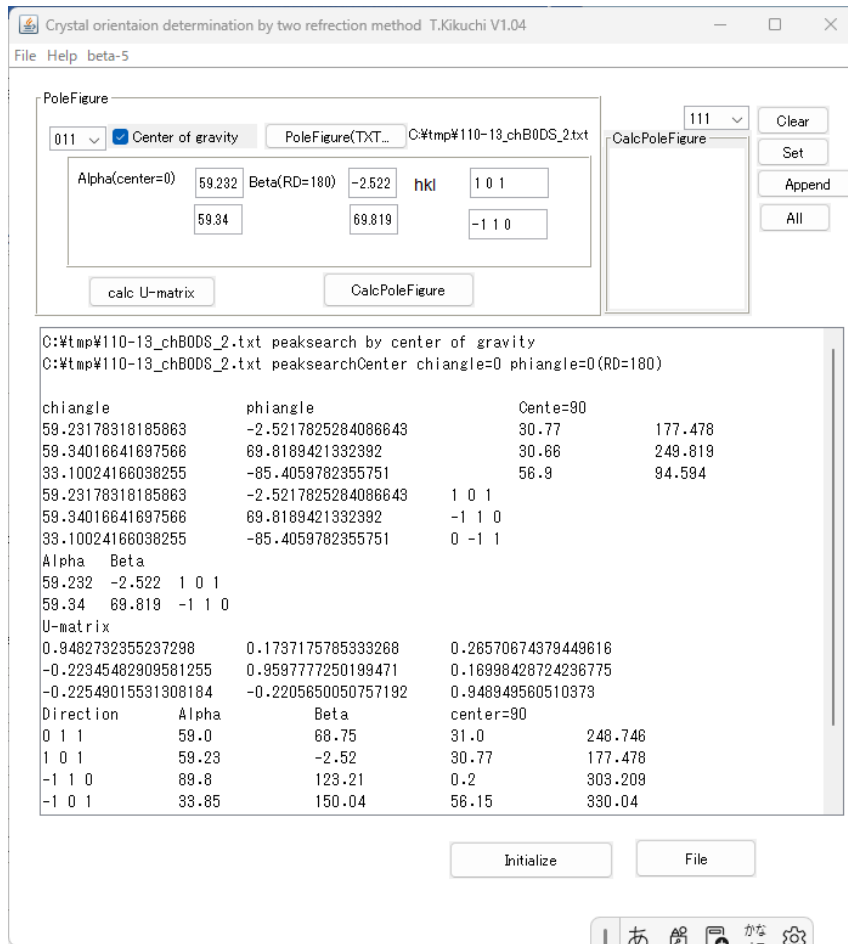 Crystal orientaion determination by two refrection method T.Kikuchi V1.04
File Help beta-5
PoleFigure
011 Center of gravity PoleFigure(TXT... C:¥tmp¥110-13_chB0DS_2.txt
111 Clear
CalcPoleFigure
Set
Append
All
Alpha(center=0) 59.232 Beta(RD=180) -2.522 hkl 1 0 1
59.34 69.819 -1 1 0
calc U-matrix CalcPoleFigure
C:¥tmp¥110-13_chB0DS_2.txt peaksearch by center of gravity
C:¥tmp¥110-13_chB0DS_2.txt peaksearchCenter chiangle=0 phiangle=0(RD=180)
chiangle phiangle Cente=90
59.23178318185863 -2.5217825284086643 30.77 177.478
59.34016641697566 69.8189421332392 30.66 249.819
33.10024166038255 -85.4059782355751 56.9 94.594
59.23178318185863 -2.5217825284086643 1 0 1
59.34016641697566 69.8189421332392 -1 1 0
33.10024166038255 -85.4059782355751 0 -1 1
Alpha Beta
59.232 -2.522 1 0 1
59.34 69.819 -1 1 0
U-matrix
0.9482732355237298 0.1737175785333268 0.26570674379449616
-0.22345482909581255 0.9597777250199471 0.16998428724236775
-0.22549015531308184 -0.2205650050757192 0.948949560510373
Direction Alpha Beta center=90
0 1 1 59.0 68.75 31.0 248.746
1 0 1 59.23 -2.52 30.77 177.478
-1 1 0 89.8 123.21 0.2 303.209
-1 0 1 33.85 150.04 56.15 330.04
Initialize File
あ かな